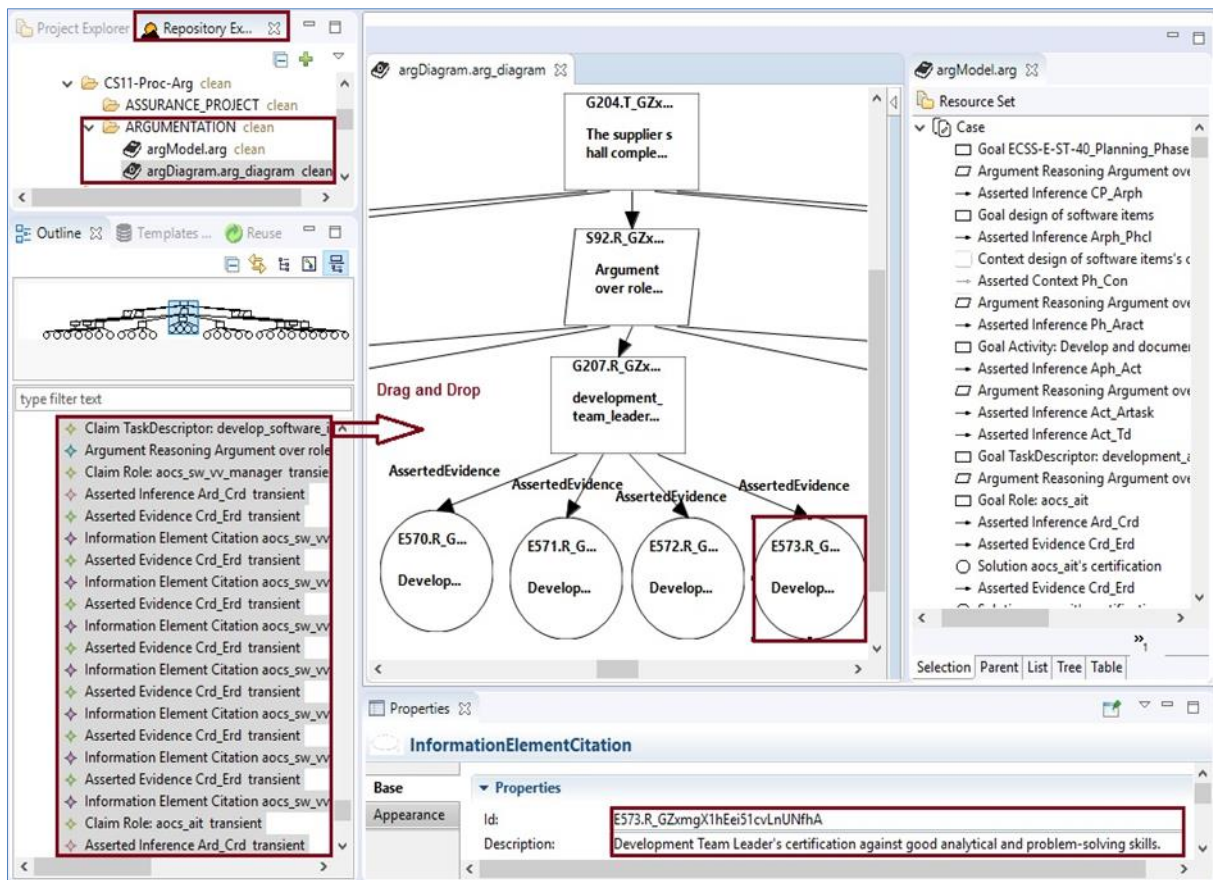 Project Explorer
Repository Ex...
CS11-Proc-Arg clean
ASSURANCE_PROJECT clean
ARGUMENTATION clean
argModel.arg clean
argDiagram.arg_diagram clean
Outline
Templates ...
Reuse
type filter text
Claim TaskDescriptor: develop_software_i
Argument Reasoning Argument over role
Claim Role: aocs_sw_vv_manager transie
Asserted Inference Ard_Crd transient
Asserted Evidence Crd_Erd transient
Information Element Citation aocs_sw_vv
Asserted Evidence Crd_Erd transient
Information Element Citation aocs_sw_vv
Asserted Evidence Crd_Erd transient
Information Element Citation aocs_sw_vv
Asserted Evidence Crd_Erd transient
Information Element Citation aocs_sw_vv
Asserted Evidence Crd_Erd transient
Information Element Citation aocs_sw_vv
Asserted Evidence Crd_Erd transient
Information Element Citation aocs_sw_vv
Asserted Evidence Crd_Erd transient
Information Element Citation aocs_sw_vv
Claim Role: aocs_ait transient
Asserted Inference Ard_Crd transient
argDiagram.arg_diagram
G204.T_GZx...
The supplier s
hall comple...
S92.R_GZx...
Argument
over role...
G207.R_GZx...
development_
team_leader...
Drag and Drop
AssertedEvidence
AssertedEvidence
AssertedEvidence
AssertedEvidence
E570.R_G...
Develop...
E571.R_G...
Develop...
E572.R_G...
Develop...
E573.R_G...
Develop...
argModel.arg
Resource Set
Case
Goal ECSS-E-ST-40_Planning_Phase
Argument Reasoning Argument ove
Asserted Inference CP_Arph
Goal design of software items
Asserted Inference Arph_Phcl
Context design of software items's c
Asserted Context Ph_Con
Argument Reasoning Argument ove
Asserted Inference Ph_Aract
Goal Activity: Develop and documen
Asserted Inference Aph_Act
Argument Reasoning Argument ove
Asserted Inference Act_Artask
Asserted Inference Act_Td
Goal TaskDescriptor: development_a
Argument Reasoning Argument ove
Goal Role: aocs_ait
Asserted Inference Ard_Crd
Asserted Evidence Crd_Erd
Solution aocs_ait's certification
Asserted Evidence Crd_Erd
»1
Selection Parent List Tree Table
Properties
InformationElementCitation
Base
Appearance
Properties
Id:
E573.R_GZxmgX1hEei51cvLnUNfhA
Description:
Development Team Leader's certification against good analytical and problem-solving skills.